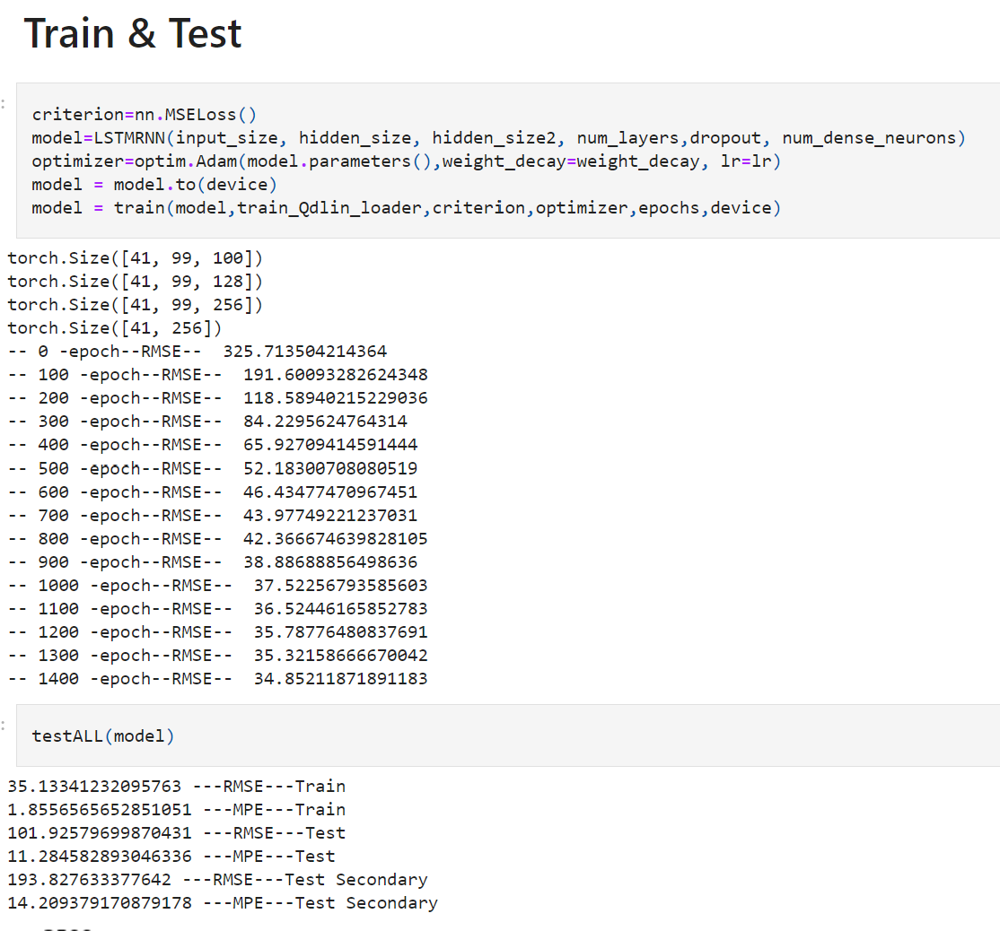 Train & Test
criterion=nn.MSELoss()
model=LSTMRNN(input_size, hidden_size, hidden_size2, num_layers,dropout, num_dense_neurons)
optimizer=optim.Adam(model.parameters(),weight_decay=weight_decay, lr=lr)
model = model.to(device)
model = train(model,train_Qdlin_loader,criterion,optimizer,epochs,device)
torch.Size([41, 99, 100])
torch.Size([41, 99, 128])
torch.Size([41, 99, 256])
torch.Size([41, 256])
-- 0 -epoch--RMSE--  325.713504214364
-- 100 -epoch--RMSE--  191.60093282624348
-- 200 -epoch--RMSE--  118.58940215229036
-- 300 -epoch--RMSE--  84.2295624764314
-- 400 -epoch--RMSE--  65.92709414591444
-- 500 -epoch--RMSE--  52.18300708080519
-- 600 -epoch--RMSE--  46.43477470967451
-- 700 -epoch--RMSE--  43.97749221237031
-- 800 -epoch--RMSE--  42.366674639828105
-- 900 -epoch--RMSE--  38.88688856498636
-- 1000 -epoch--RMSE--  37.52256793585603
-- 1100 -epoch--RMSE--  36.52446165852783
-- 1200 -epoch--RMSE--  35.78776480837691
-- 1300 -epoch--RMSE--  35.32158666670042
-- 1400 -epoch--RMSE--  34.85211871891183
testALL(model)
35.13341232095763 ---RMSE---Train
1.8556565652851051 ---MPE---Train
101.92579699870431 ---RMSE---Test
11.284582893046336 ---MPE---Test
193.827633377642 ---RMSE---Test Secondary
14.209379170879178 ---MPE---Test Secondary